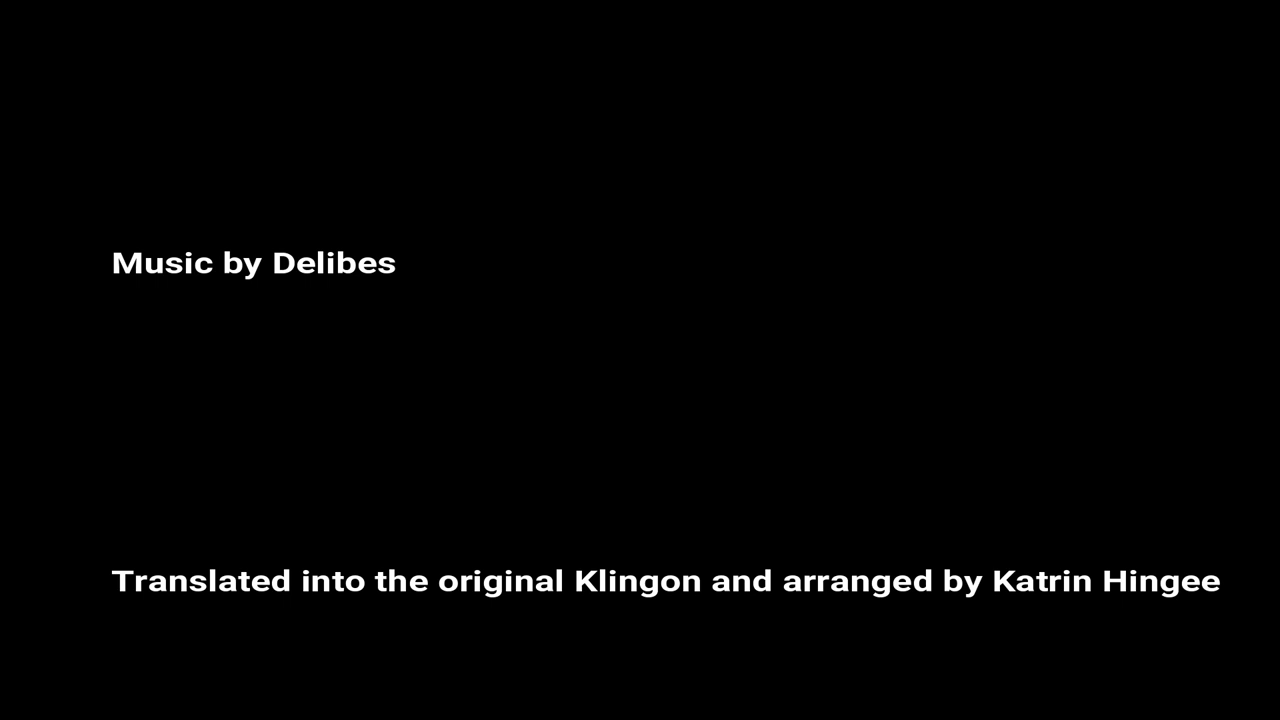 Music by Delibes
Translated into the original Klingon and arranged by Katrin Hingee